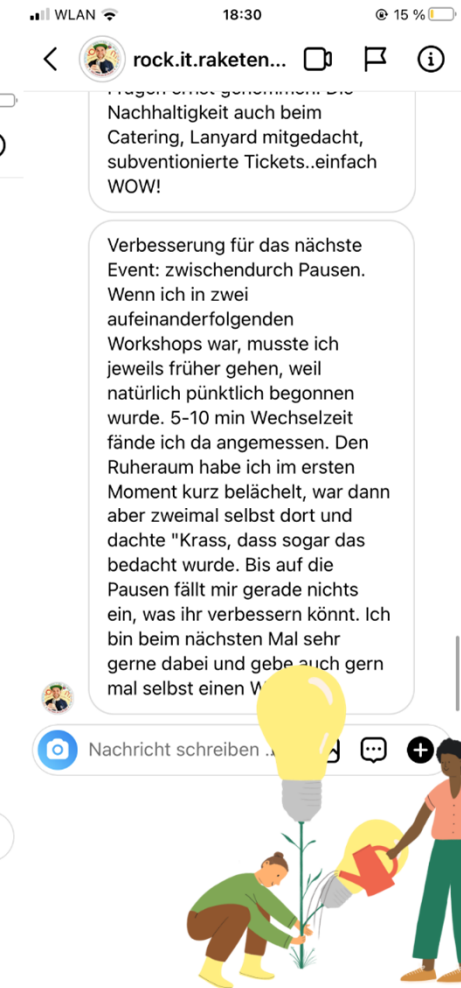 WLAN 18:30 15 %
rock.it.raketen...
Nachhaltigkeit auch beim
Catering, Lanyard mitgedacht,
subventionierte Tickets..einfach
WOW!
Verbesserung für das nächste
Event: zwischendurch Pausen.
Wenn ich in zwei
aufeinanderfolgenden
Workshops war, musste ich
jeweils früher gehen, weil
natürlich pünktlich begonnen
wurde. 5-10 min Wechselzeit
fände ich da angemessen. Den
Ruheraum habe ich im ersten
Moment kurz belächelt, war dann
aber zweimal selbst dort und
dachte "Krass, dass sogar das
bedacht wurde. Bis auf die
Pausen fällt mir gerade nichts
ein, was ihr verbessern könnt. Ich
bin beim nächsten Mal sehr
gerne dabei und gebe auch gern
mal selbst einen W
Nachricht schreiben ...